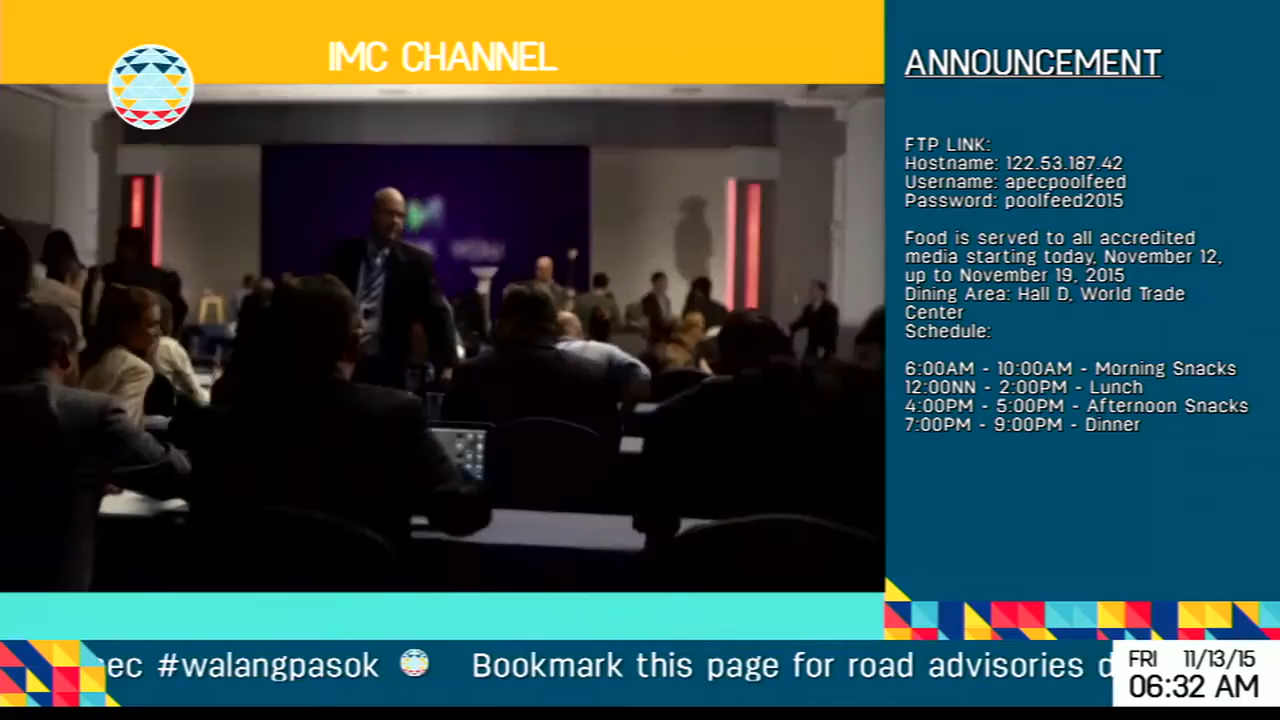 IMC CHANNEL
ANNOUNCEMENT
FTP LINK:
Hostname: 122.53.187.42
Username: apecpoolfeed
Password: poolfeed2015
Food is served to all accredited
media starting today, November 12,
up to November 19, 2015
Dining Area: Hall D, World Trade
Center
Schedule:
6:00AM - 10:00AM - Morning Snacks
12:00NN - 2:00PM - Lunch
4:00PM - 5:00PM - Afternoon Snacks
7:00PM - 9:00PM - Dinner
ec #walangpasok Bookmark this page for road advisories d
FRI 11/13/15
06:32 AM